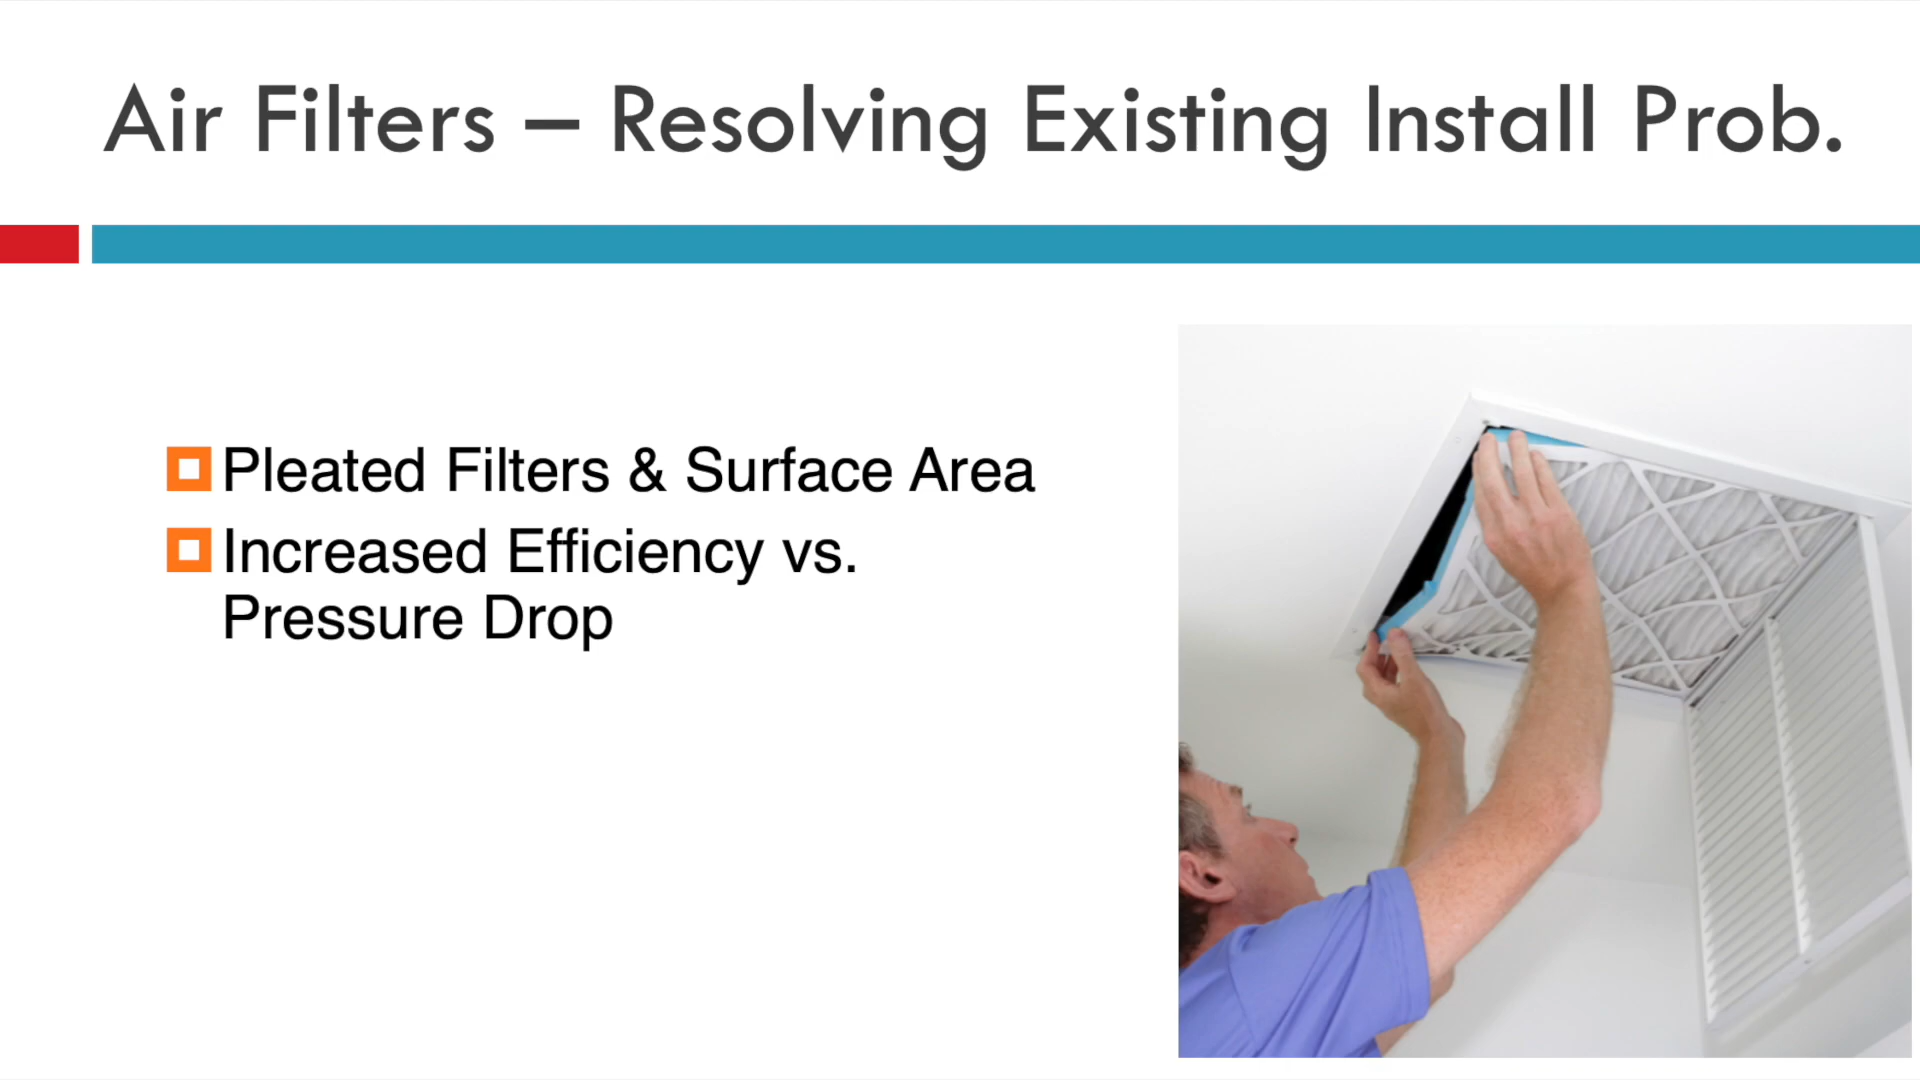 Air Filters – Resolving Existing Install Prob.
Pleated Filters & Surface Area
Increased Efficiency vs.
Pressure Drop